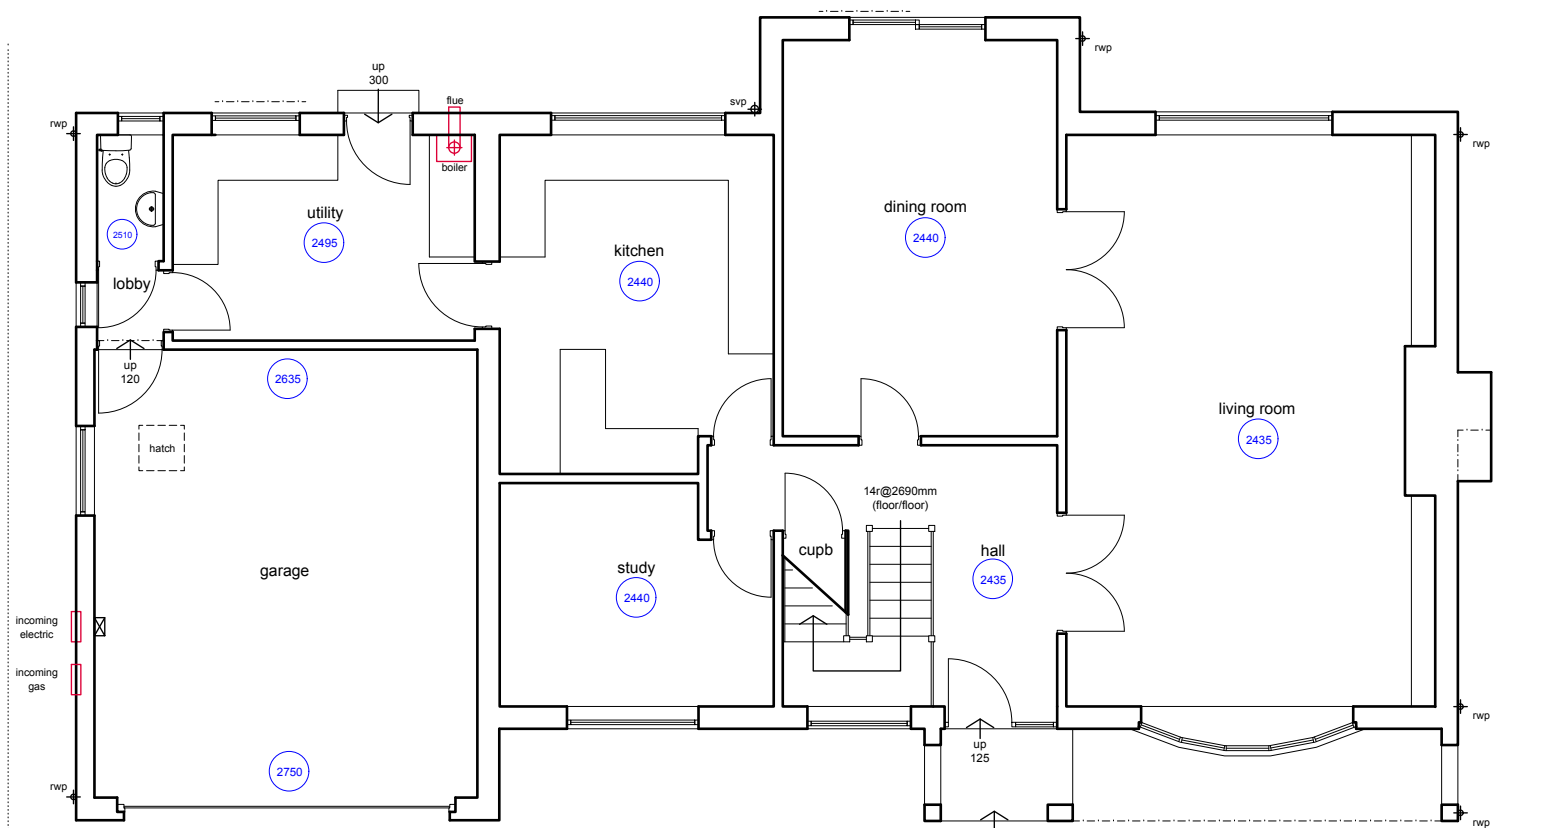 up
300
rwp
flue
svp
rwp
rwp
boiler
rwp
utility
2495
2510
kitchen
2440
dining room
2440
lobby
up
120
2635
living room
2435
hatch
14r@2690mm
(floor/floor)
cupb
hall
2435
garage
study
2440
incoming
electric
incoming
gas
rwp
up
125
2750
rwp
rwp